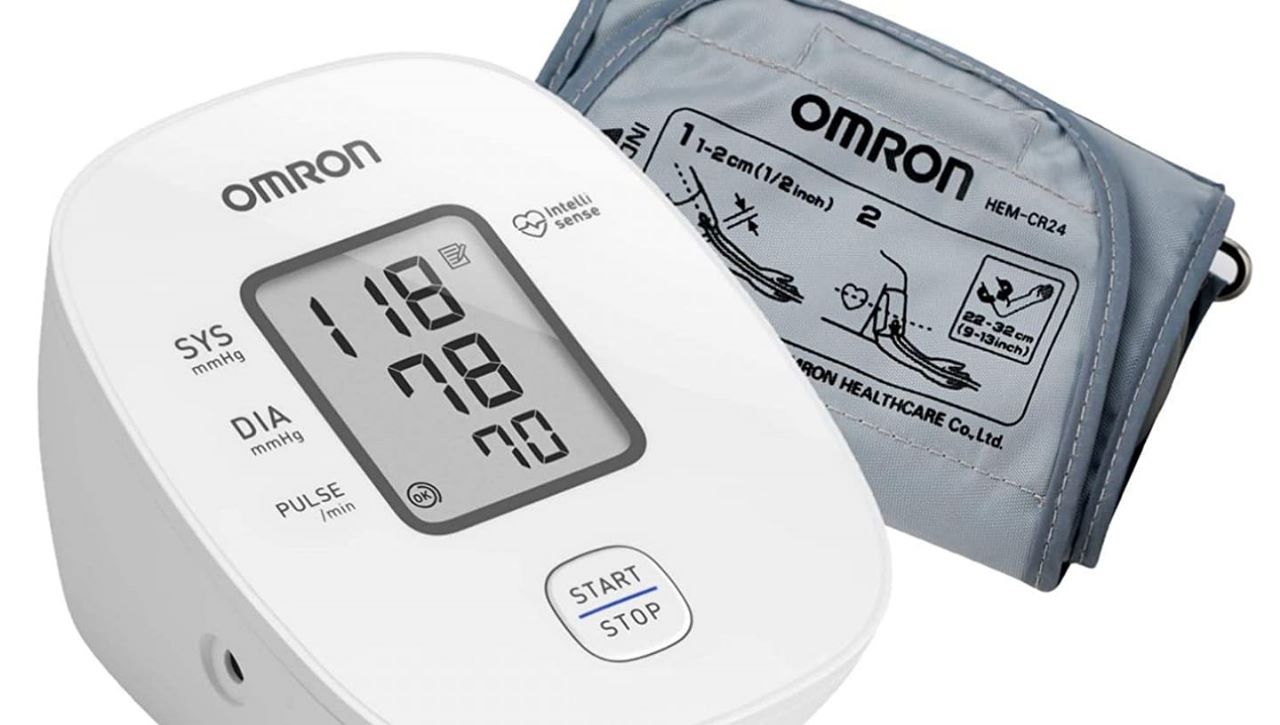 OMRON
intelli
sense
118
SYS
mmHg
78
DIA
mmHg
70
PULSE
/min
OK
START
STOP
OMRON
HEM-CR24
1 1-2cm(1/2inch)
2
22-32cm
(9-13inch)
HEALTHCARE Co.,Ltd.